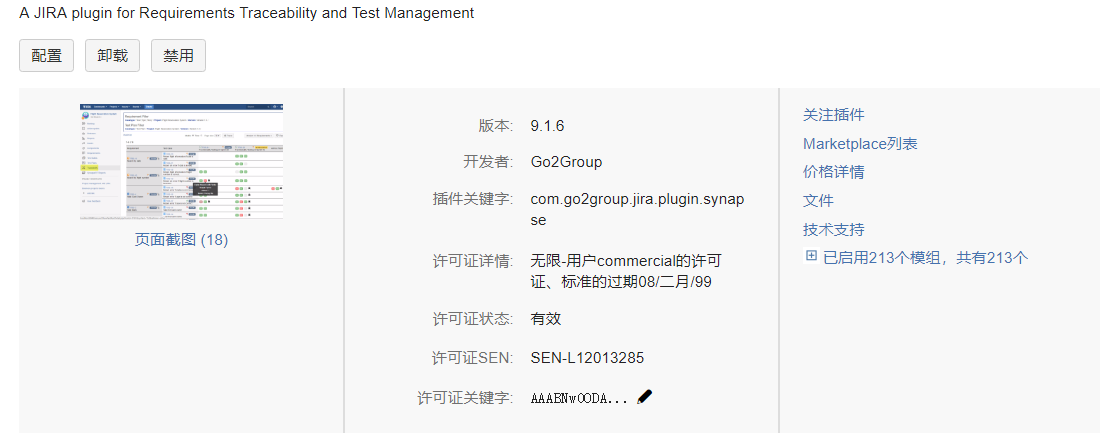 A JIRA plugin for Requirements Traceability and Test Management
配置 卸载 禁用
页面截图 (18)
版本: 9.1.6
开发者: Go2Group
插件关键字: com.go2group.jira.plugin.synap
se
许可证详情: 无限-用户commercial的许可
证、标准的过期08/二月/99
许可证状态: 有效
许可证SEN: SEN-L12013285
许可证关键字: AAABNwODA...
关注插件
Marketplace列表
价格详情
文件
技术支持
已启用213个模组，共有213个